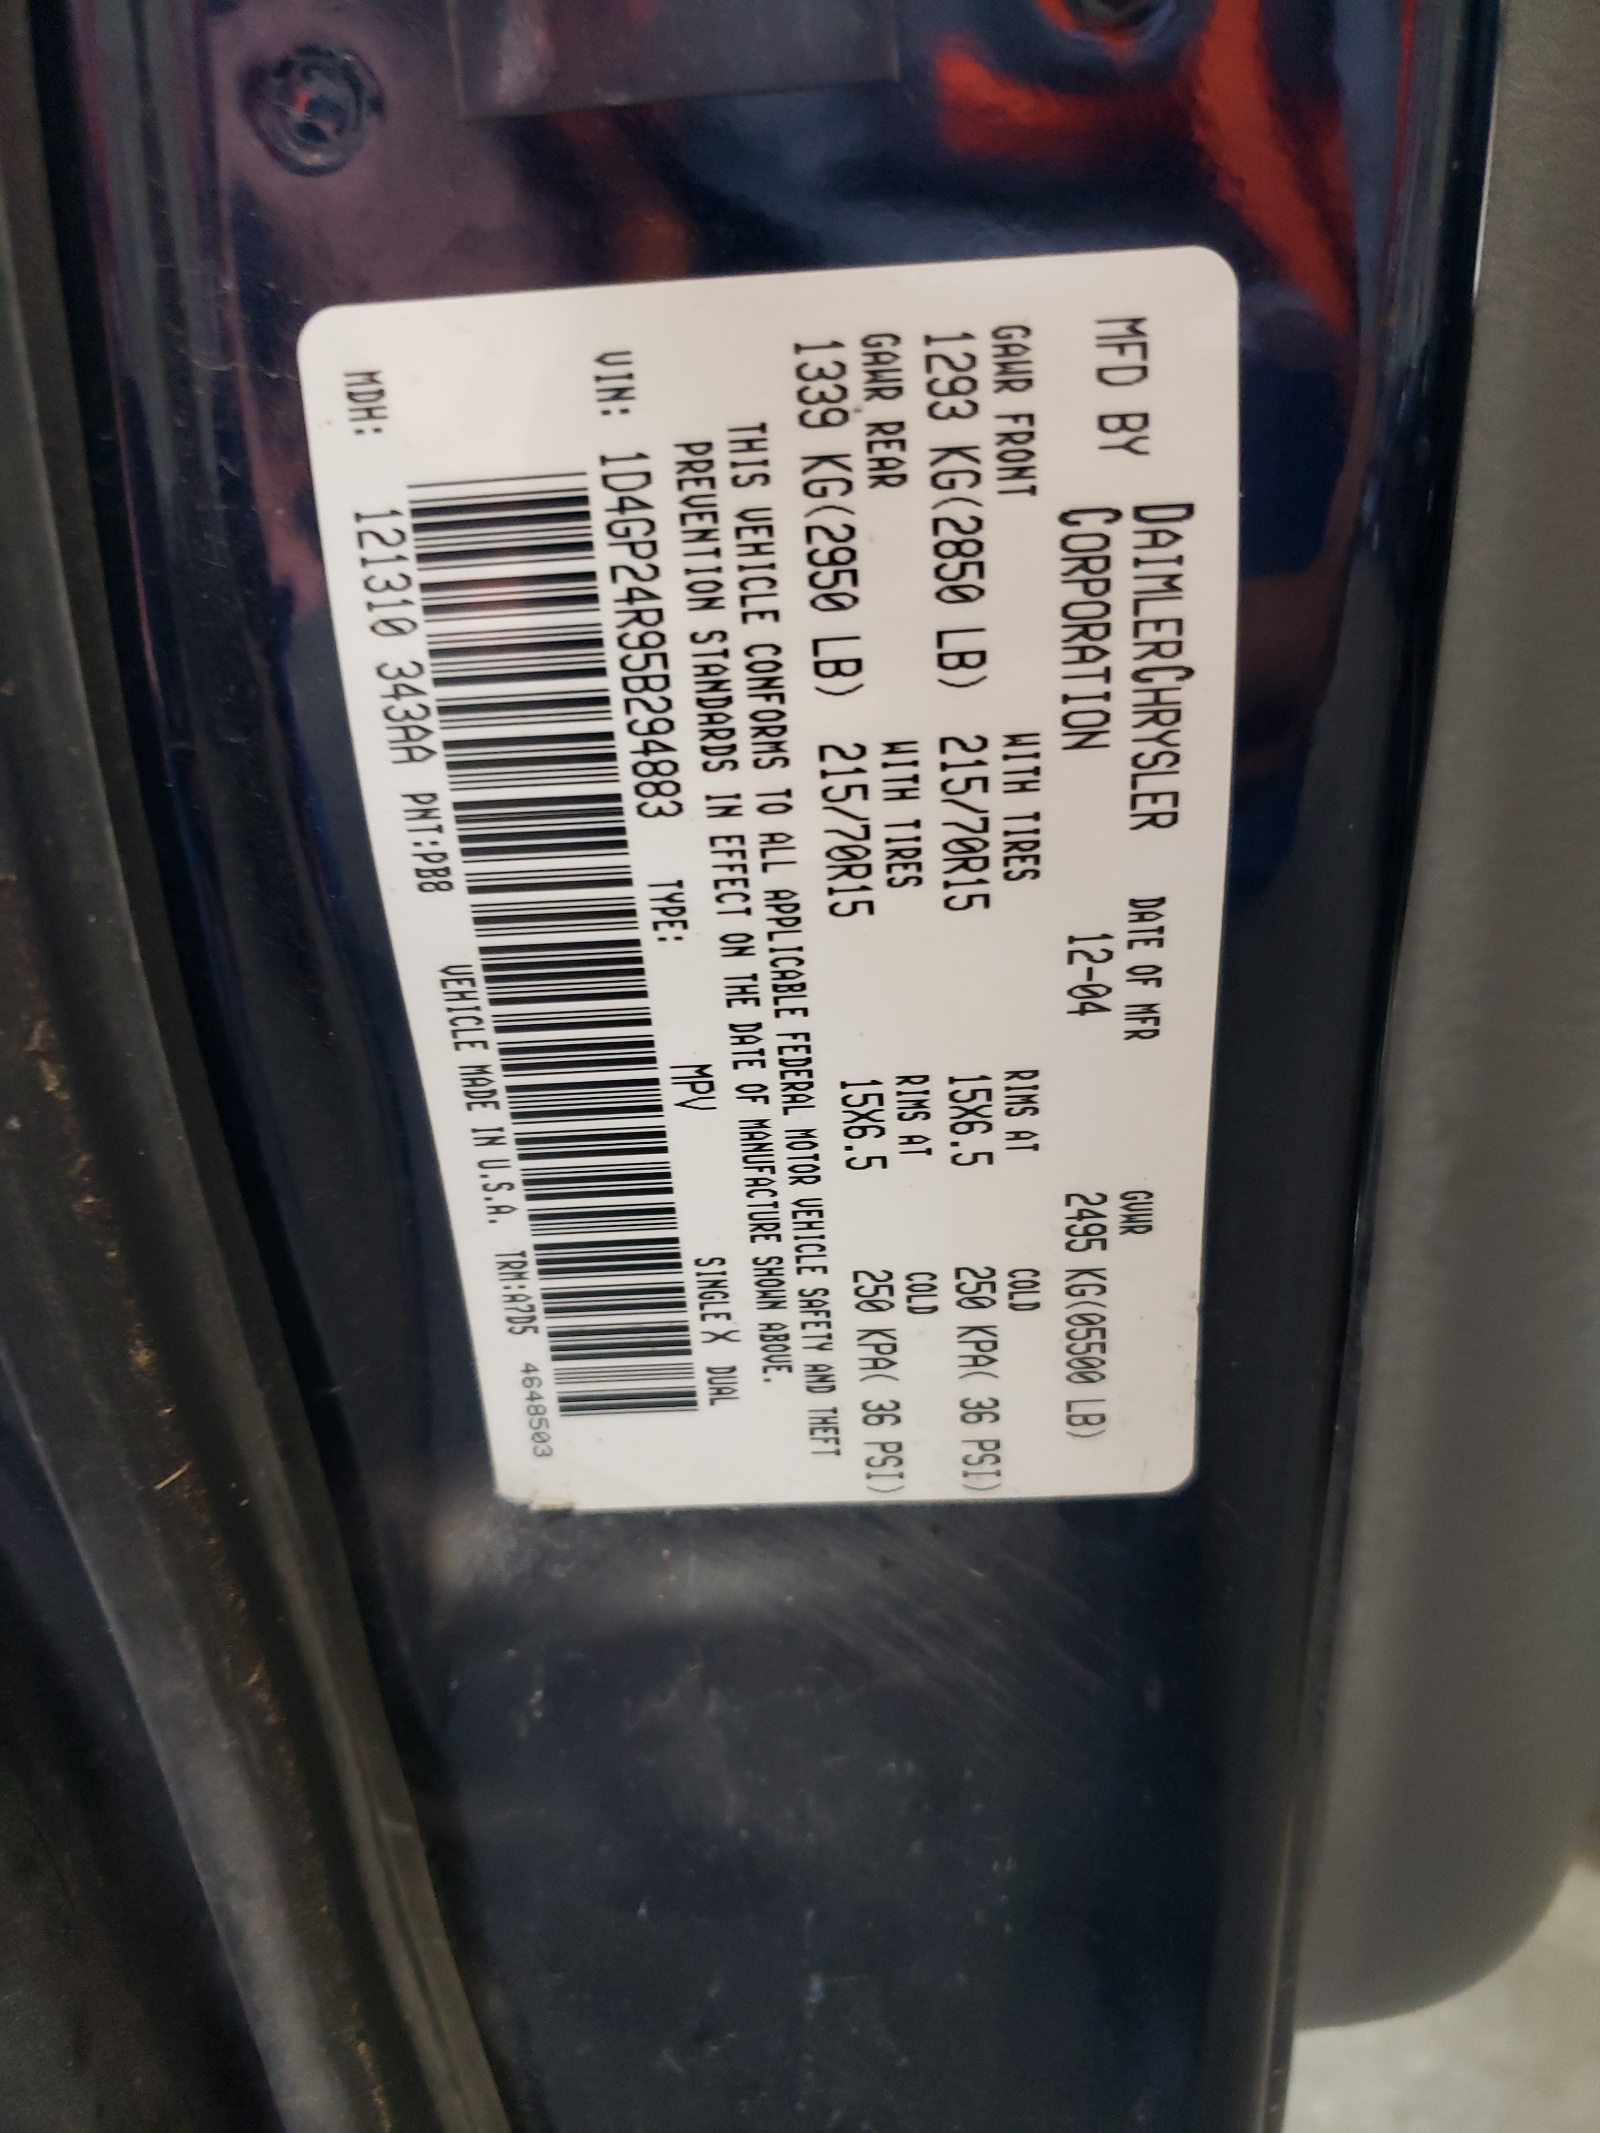 MFD BY DAIMLERCHRYSLER CORPORATION DATE OF MFR 12-04 GVWR 2495 KG(05500 LB)
GAWR FRONT WITH TIRES RIMS AT COLD
1293 KG(2850 LB) 215/70R15 15X6.5 250 KPA( 36 PSI)
GAWR REAR WITH TIRES RIMS AT COLD
1339 KG(2950 LB) 215/70R15 15X6.5 250 KPA( 36 PSI)
THIS VEHICLE CONFORMS TO ALL APPLICABLE FEDERAL MOTOR VEHICLE SAFETY AND THEFT
PREVENTION STANDARDS IN EFFECT ON THE DATE OF MANUFACTURE SHOWN ABOVE.
VIN: 1D4GP24R95B294883 TYPE: MPV SINGLE X DUAL
MDH: 121310 343AA PNT:PB8 VEHICLE MADE IN U.S.A. TRM:A7D5 4648503